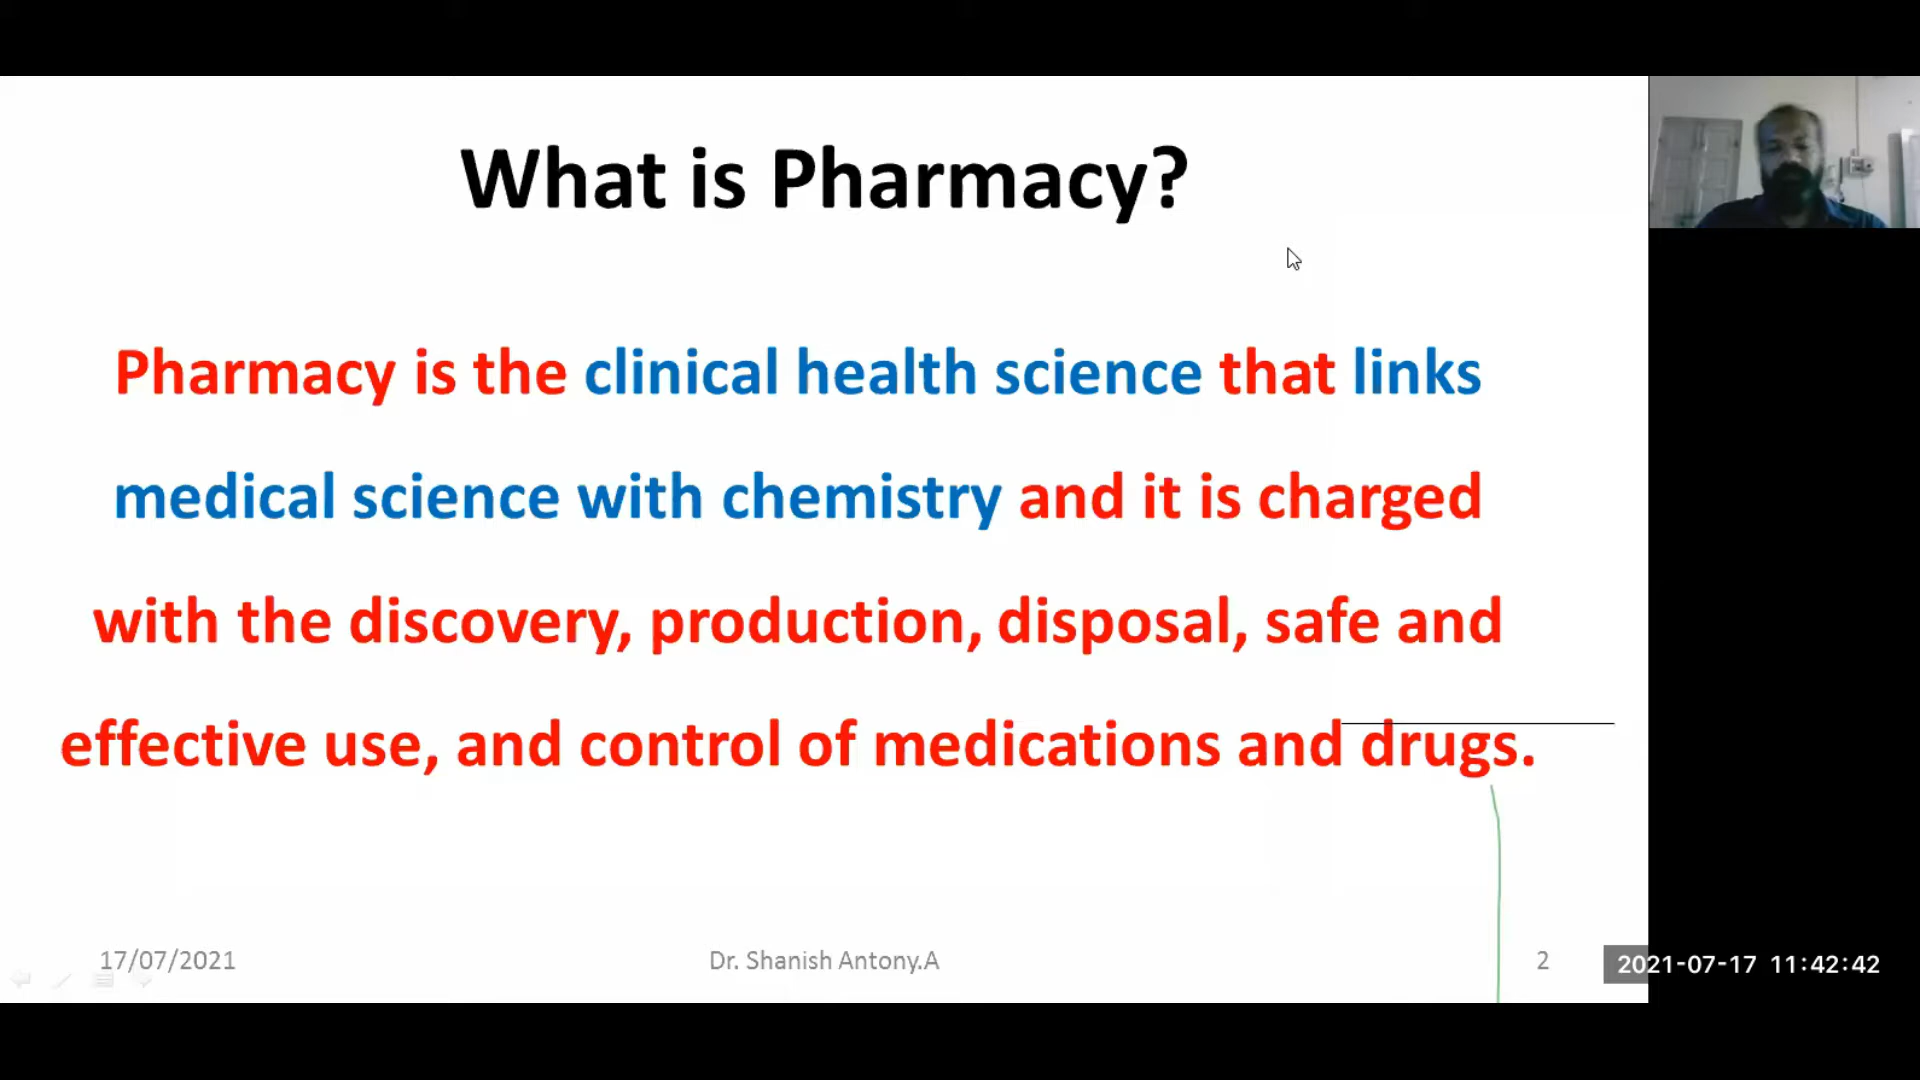 What is Pharmacy?
Pharmacy is the clinical health science that links
medical science with chemistry and it is charged
with the discovery, production, disposal, safe and
effective use, and control of medications and drugs.
17/07/2021
Dr. Shanish Antony.A
2
2021-07-17 11:42:42